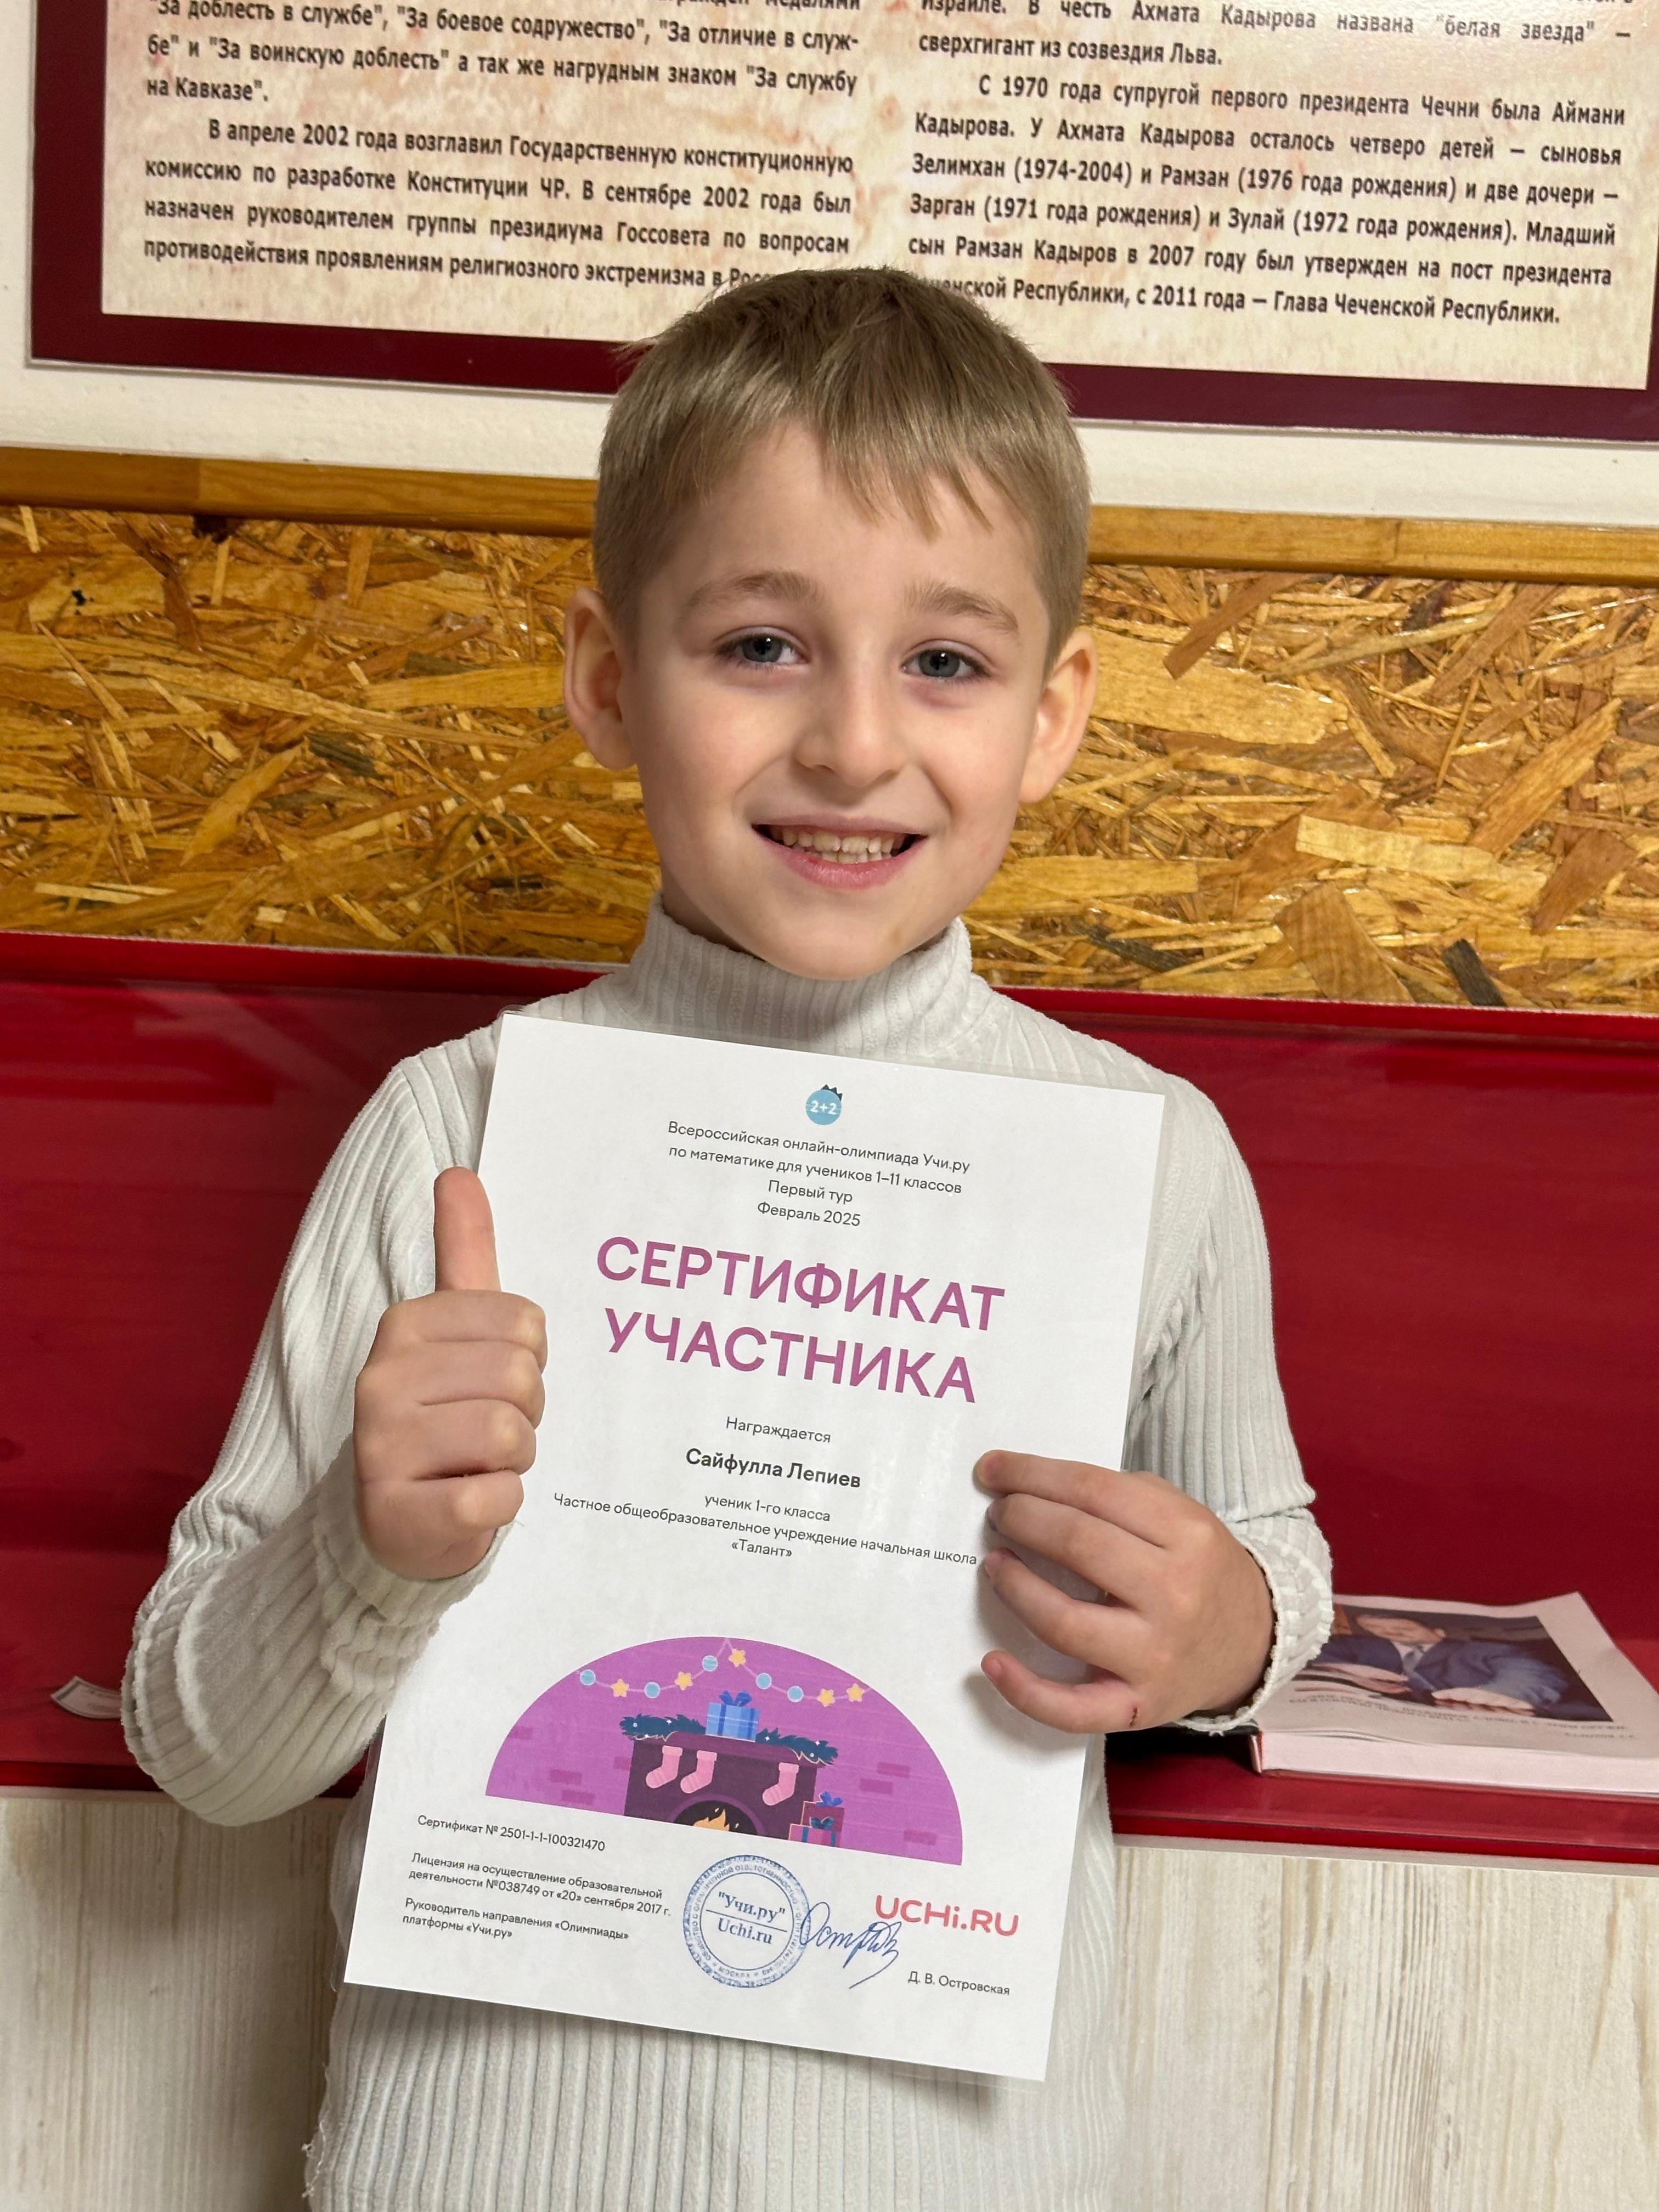 "За доблесть в службе", "За боевое содружество", "За отличие в служ-
бе" и "За воинскую доблесть" а так же нагрудным знаком "За службу
на Кавказе".
В апреле 2002 года возглавил Государственную конституционную
комиссию по разработке Конституции ЧР. В сентябре 2002 года был
назначен руководителем группы президиума Госсовета по вопросам
противодействия проявлениям религиозного экстремизма в
Израиле. В честь Ахмата Кадырова названа "белая звезда" —
сверхгигант из созвездия Льва.
С 1970 года супругой первого президента Чечни была Аймани
Кадырова. У Ахмата Кадырова осталось четверо детей — сыновья
Зелимхан (1974-2004) и Рамзан (1976 года рождения) и две дочери —
Зарган (1971 года рождения) и Зулай (1972 года рождения). Младший
сын Рамзан Кадыров в 2007 году был утвержден на пост президента
Республики, с 2011 года — Глава Чеченской Республики.
2+2
Всероссийская онлайн-олимпиада Учи.ру
по математике для учеников 1–11 классов
Первый тур
Февраль 2025
СЕРТИФИКАТ
УЧАСТНИКА
Награждается
Сайфулла Лепиев
ученик 1-го класса
Частное общеобразовательное учреждение начальная школа
«Талант»
Сертификат № 2501-1-1-100321470
Лицензия на осуществление образовательной
деятельности №038749 от «20» сентября 2017 г.
Руководитель направления «Олимпиады»
платформы «Учи.ру»
"Учи.ру"
Uchi.ru
МОСКВА
UCHi.RU
Д. В. Островская